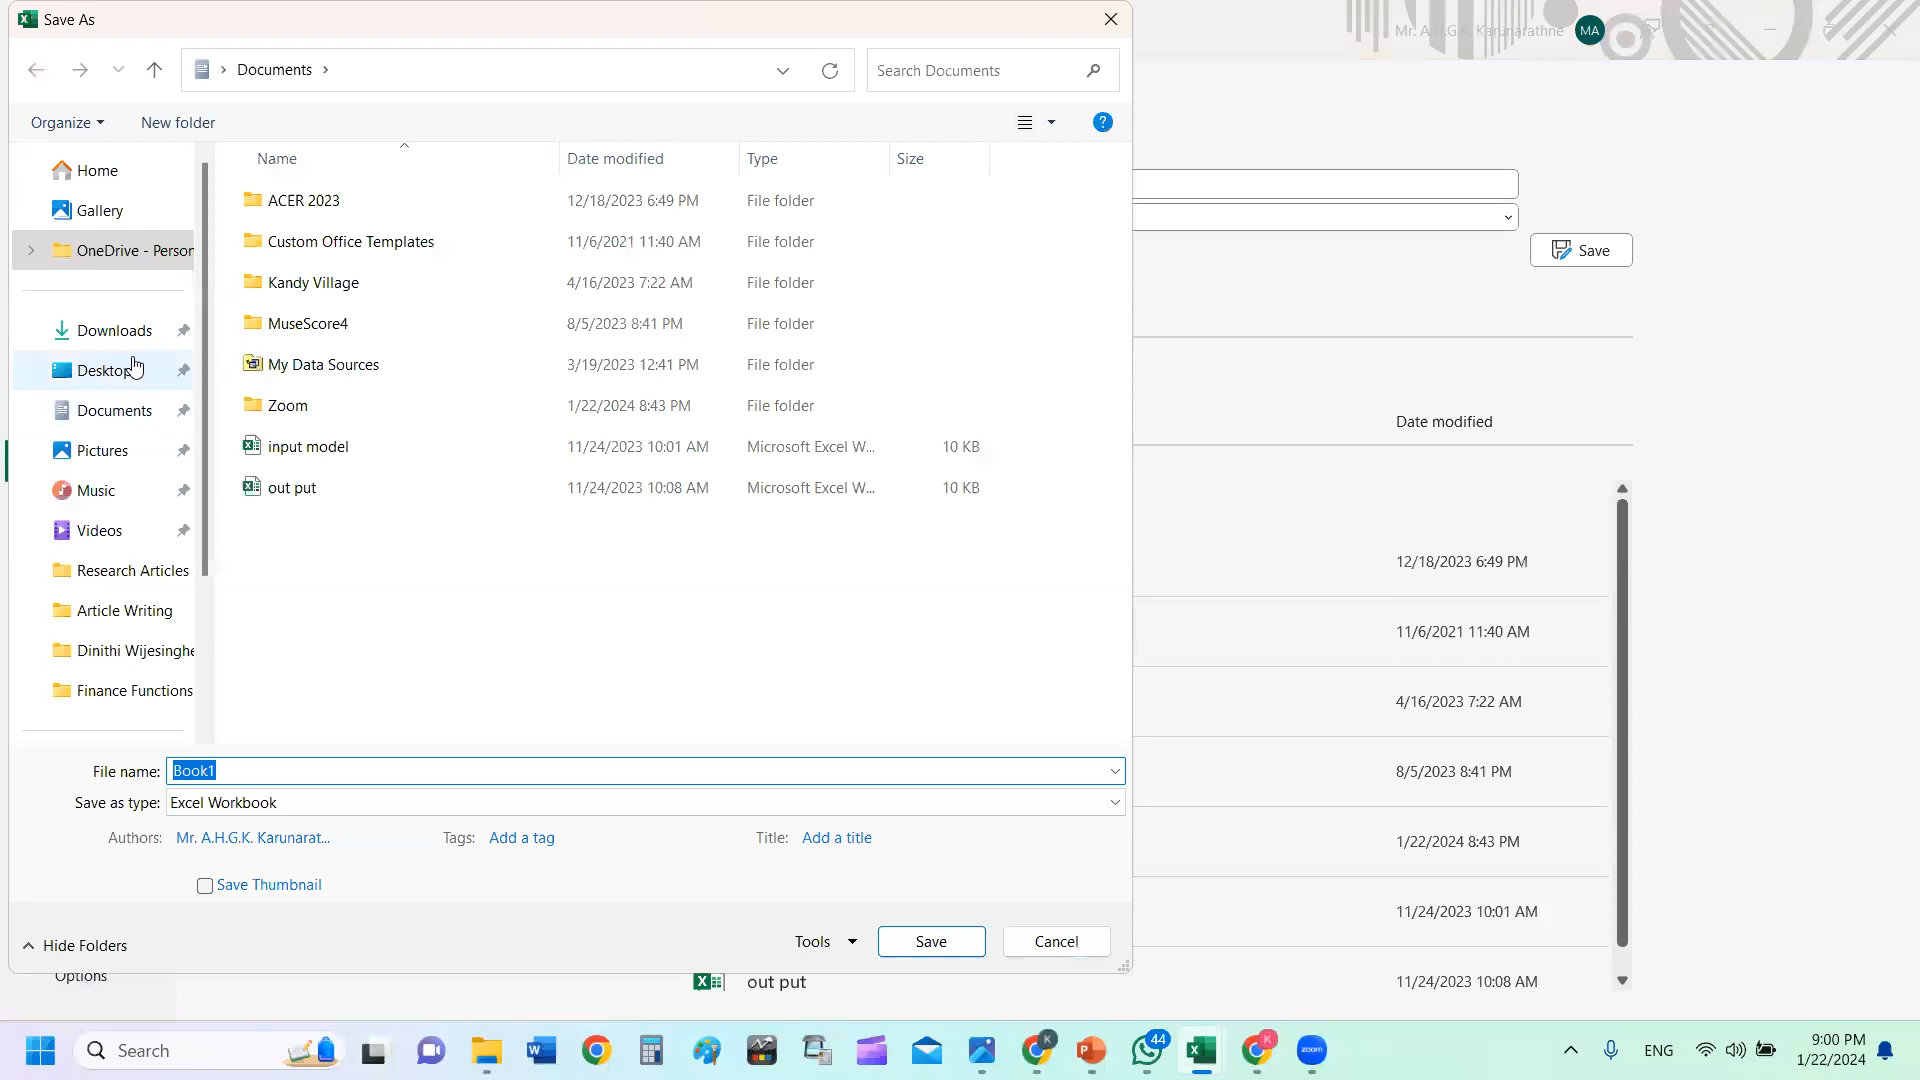 Save As
Mr. A.H.G.K. Karunarathne MA
Documents
Search Documents
Organize New folder
Name Date modified Type Size
Home
Gallery
OneDrive - Person
Downloads
Desktop
Documents
Pictures
Music
Videos
Research Articles
Article Writing
Dinithi Wijesinghe
Finance Functions
ACER 2023 12/18/2023 6:49 PM File folder
Custom Office Templates 11/6/2021 11:40 AM File folder
Kandy Village 4/16/2023 7:22 AM File folder
MuseScore4 8/5/2023 8:41 PM File folder
My Data Sources 3/19/2023 12:41 PM File folder
Zoom 1/22/2024 8:43 PM File folder
input model 11/24/2023 10:01 AM Microsoft Excel W... 10 KB
out put 11/24/2023 10:08 AM Microsoft Excel W... 10 KB
File name: Book1
Save as type: Excel Workbook
Authors: Mr. A.H.G.K. Karunarat... Tags: Add a tag Title: Add a title
Save Thumbnail
Hide Folders Tools Save Cancel
Save
Date modified
12/18/2023 6:49 PM
11/6/2021 11:40 AM
4/16/2023 7:22 AM
8/5/2023 8:41 PM
1/22/2024 8:43 PM
11/24/2023 10:01 AM
Options
out put 11/24/2023 10:08 AM
Search
44
K
K
zoom
ENG
9:00 PM
1/22/2024